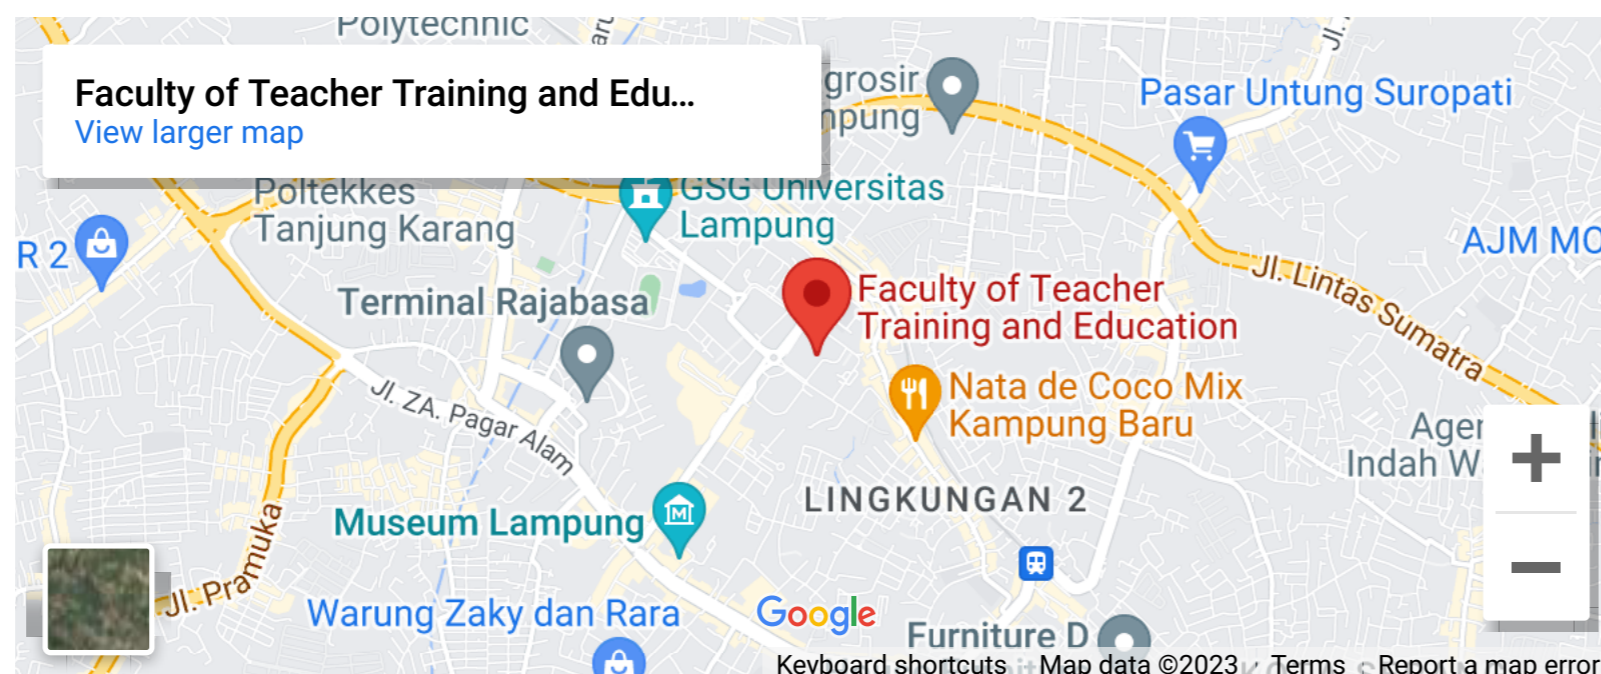 Polytechnic
Faculty of Teacher Training and Edu...
View larger map
grosir
Pasar Untung Suropati
Poltekkes
Tanjung Karang
GSG Universitas
Lampung
R 2
AJM MO
Jl. Lintas Sumatra
Terminal Rajabasa
Faculty of Teacher
Training and Education
Jl. ZA. Pagar Alam
Nata de Coco Mix
Kampung Baru
Indah
LINGKUNGAN 2
Museum Lampung
M
Jl. Pramuka
Warung Zaky dan Rara
Google
Furniture D
Keyboard shortcuts Map data ©2023 Terms Report a map error